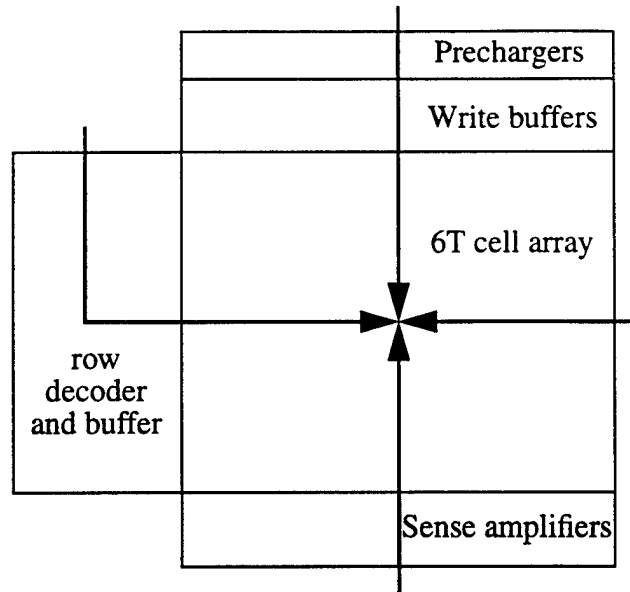 Prechargers
Write buffers
6T cell array
row
decoder
and buffer
Sense amplifiers